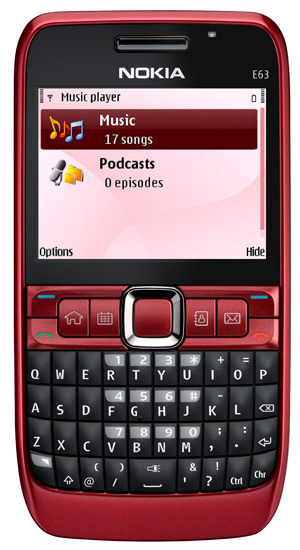 NOKIA
E63
Music player
Music
17 songs
Podcasts
0 episodes
Options Hide
1 2 3 * + =
Q W E R T Y U I O P
4 5 6 # - /
A S D F G H J K L
7 8 9 0 : ;
Z X C V B N M , .
( ) & !
@ / ' ? Ctrl Chr